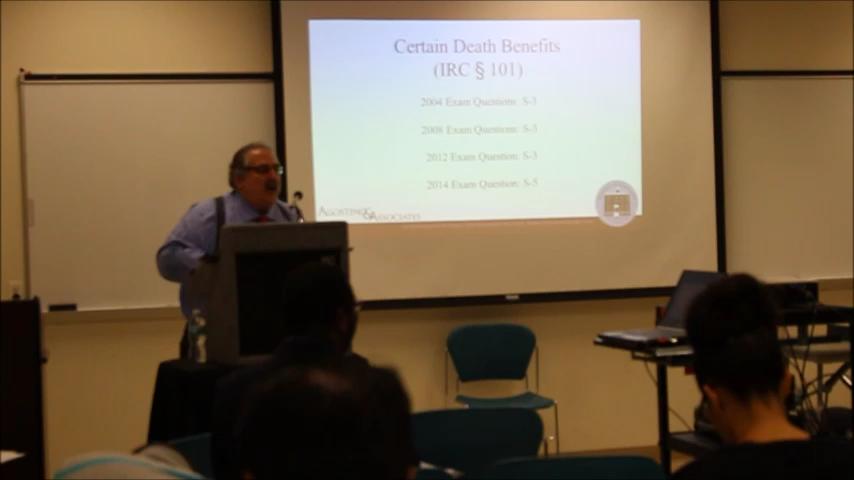 Certain Death Benefits
(IRC § 101)
2004 Exam Questions: S-3
2008 Exam Questions: S-3
2012 Exam Question: S-3
2014 Exam Question: S-5
AGOSTINO
& ASSOCIATES